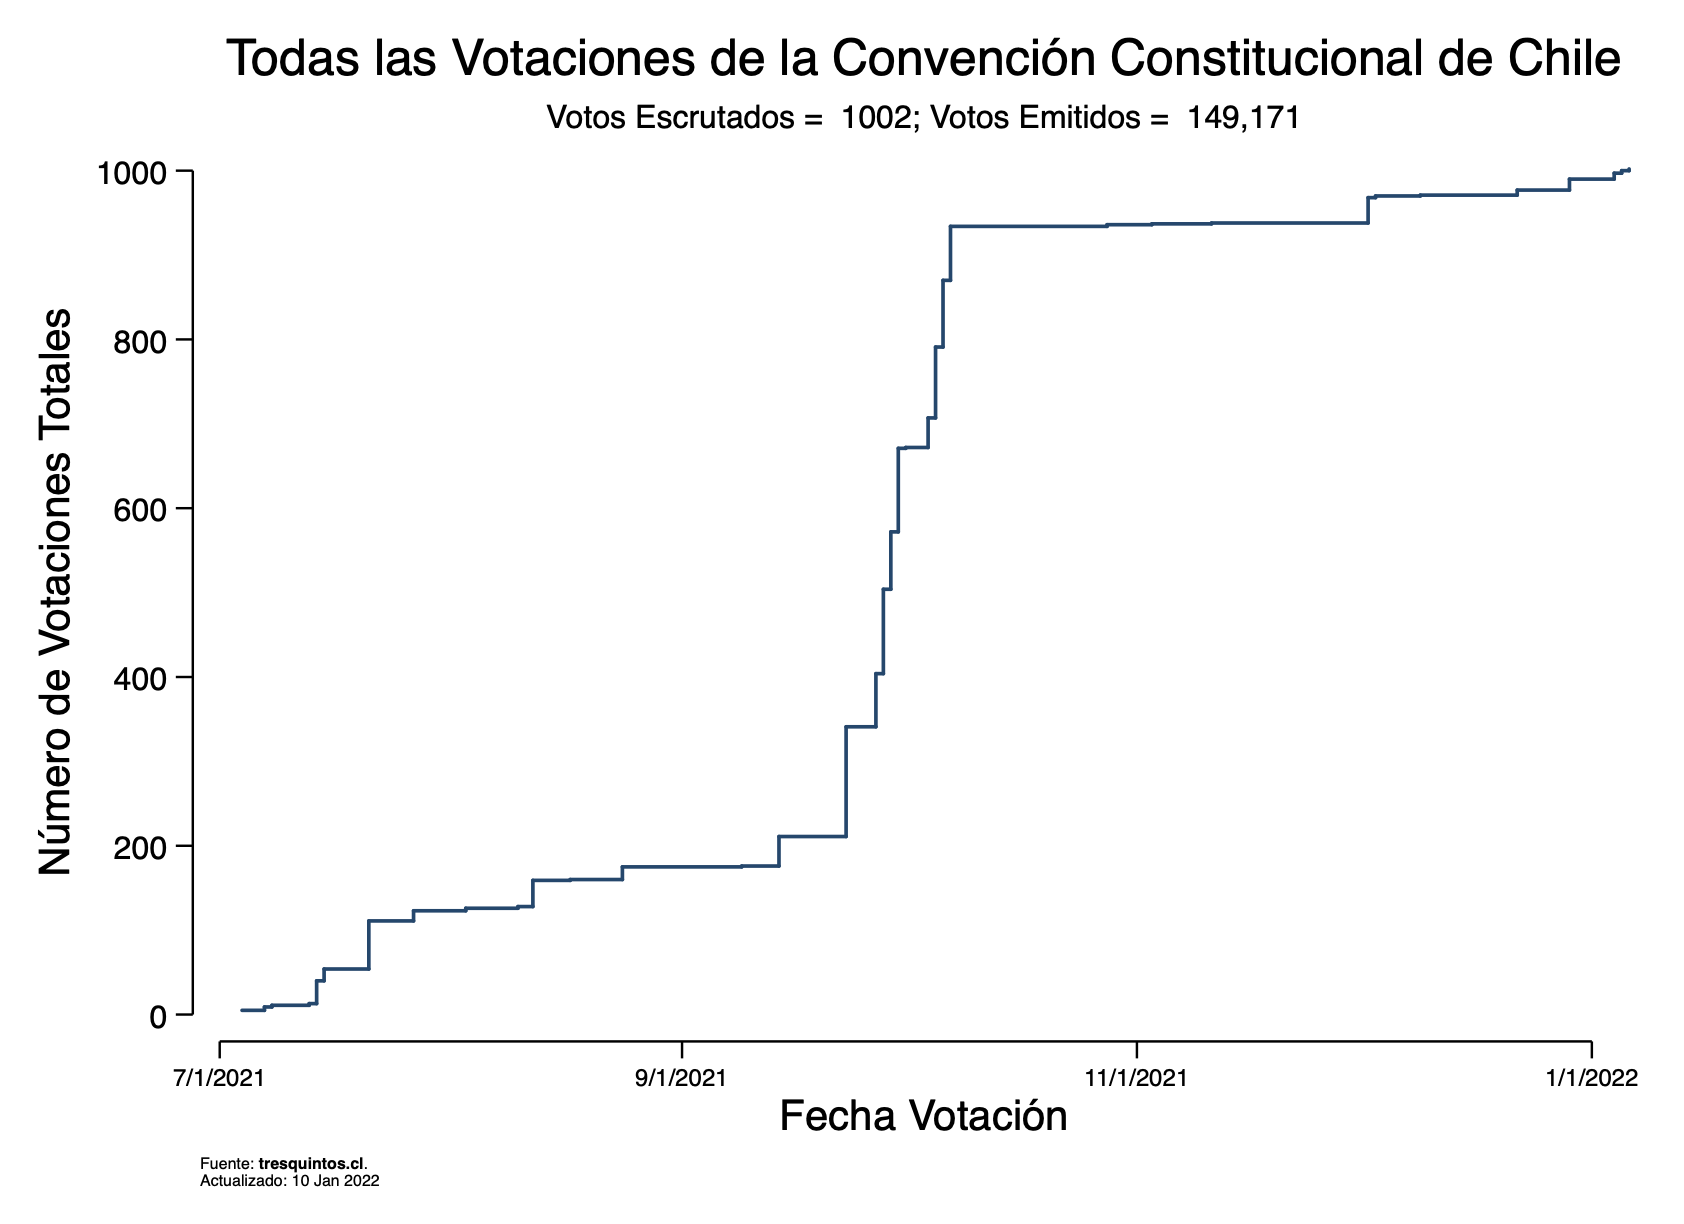 Todas las Votaciones de la Convención Constitucional de Chile
Votos Escrutados = 1002; Votos Emitidos = 149,171
Número de Votaciones Totales
1000
800
600
400
200
0
7/1/2021
9/1/2021
11/1/2021
1/1/2022
Fecha Votación
Fuente: tresquintos.cl.
Actualizado: 10 Jan 2022